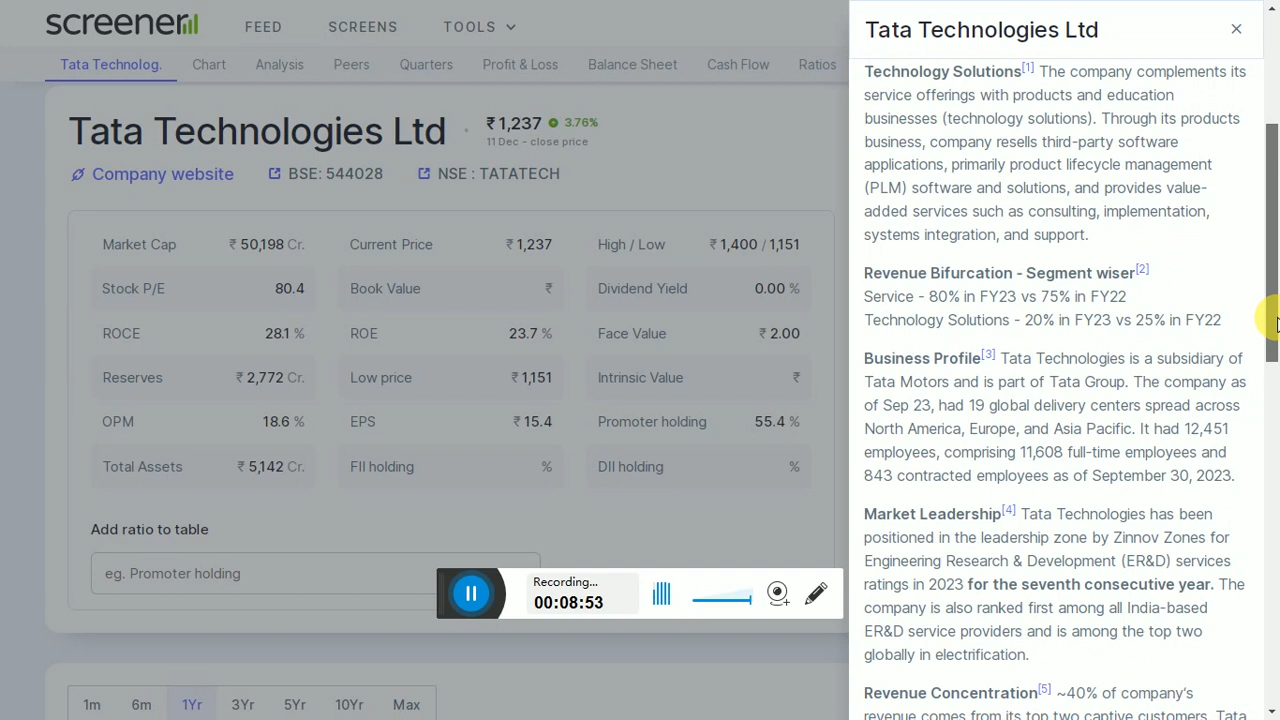 screener
FEED SCREENS TOOLS
Tata Technolog. Chart Analysis Peers Quarters Profit & Loss Balance Sheet Cash Flow Ratios
Tata Technologies Ltd
₹ 1,237 3.76%
11 Dec - close price
Company website BSE: 544028 NSE : TATATECH
Market Cap ₹ 50,198 Cr. Current Price ₹ 1,237 High / Low ₹ 1,400 / 1,151
Stock P/E 80.4 Book Value ₹ Dividend Yield 0.00 %
ROCE 28.1 % ROE 23.7 % Face Value ₹ 2.00
Reserves ₹ 2,772 Cr. Low price ₹ 1,151 Intrinsic Value ₹
OPM 18.6 % EPS ₹ 15.4 Promoter holding 55.4 %
Total Assets ₹ 5,142 Cr. FII holding % DII holding %
Add ratio to table
eg. Promoter holding
Recording...
00:08:53
1m 6m 1Yr 3Yr 5Yr 10Yr Max
Tata Technologies Ltd ×
Technology Solutions[1] The company complements its
service offerings with products and education
businesses (technology solutions). Through its products
business, company resells third-party software
applications, primarily product lifecycle management
(PLM) software and solutions, and provides value-
added services such as consulting, implementation,
systems integration, and support.
Revenue Bifurcation - Segment wiser[2]
Service - 80% in FY23 vs 75% in FY22
Technology Solutions - 20% in FY23 vs 25% in FY22
Business Profile[3] Tata Technologies is a subsidiary of
Tata Motors and is part of Tata Group. The company as
of Sep 23, had 19 global delivery centers spread across
North America, Europe, and Asia Pacific. It had 12,451
employees, comprising 11,608 full-time employees and
843 contracted employees as of September 30, 2023.
Market Leadership[4] Tata Technologies has been
positioned in the leadership zone by Zinnov Zones for
Engineering Research & Development (ER&D) services
ratings in 2023 for the seventh consecutive year. The
company is also ranked first among all India-based
ER&D service providers and is among the top two
globally in electrification.
Revenue Concentration[5] ~40% of company's
revenue comes from its top two captive customers, Tata